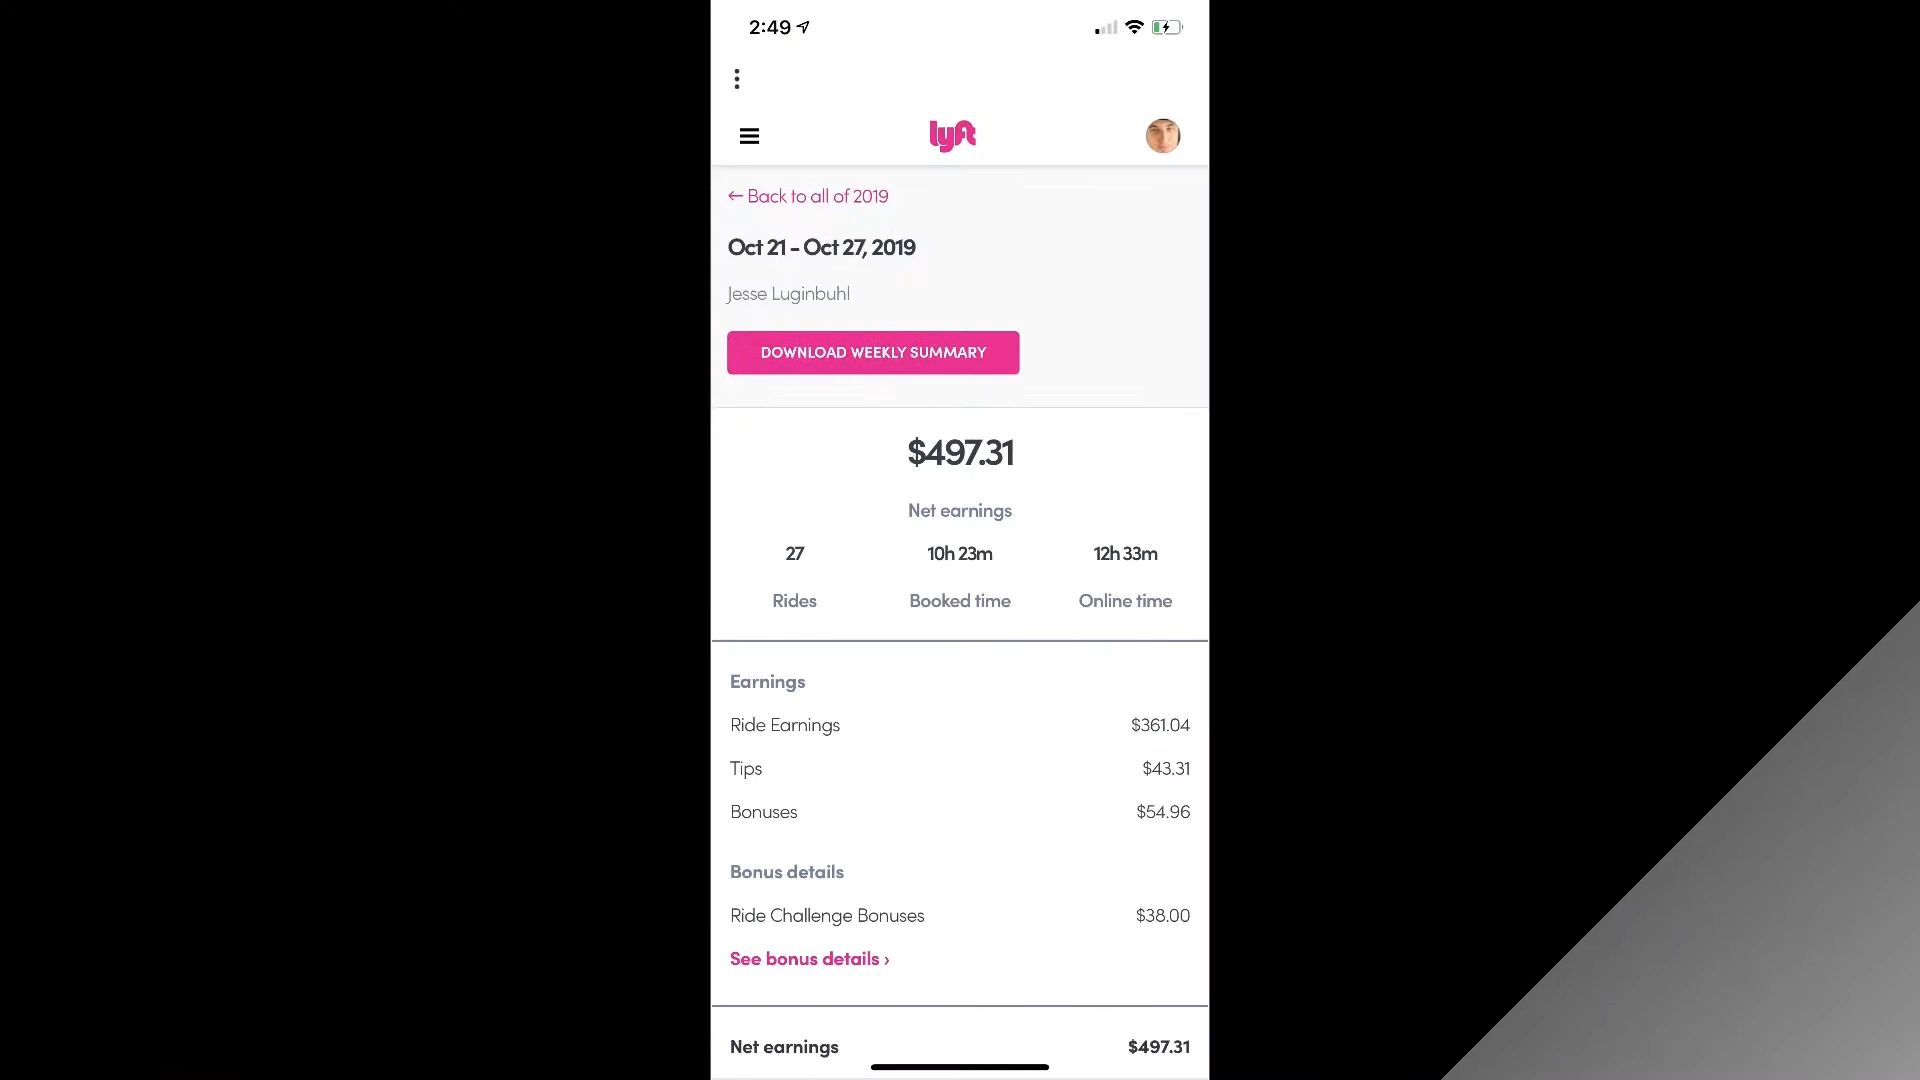 2:49
lyft
← Back to all of 2019
Oct 21 - Oct 27, 2019
Jesse Luginbuhl
DOWNLOAD WEEKLY SUMMARY
$497.31
Net earnings
27 10h 23m 12h 33m
Rides Booked time Online time
Earnings
Ride Earnings $361.04
Tips $43.31
Bonuses $54.96
Bonus details
Ride Challenge Bonuses $38.00
See bonus details ›
Net earnings $497.31